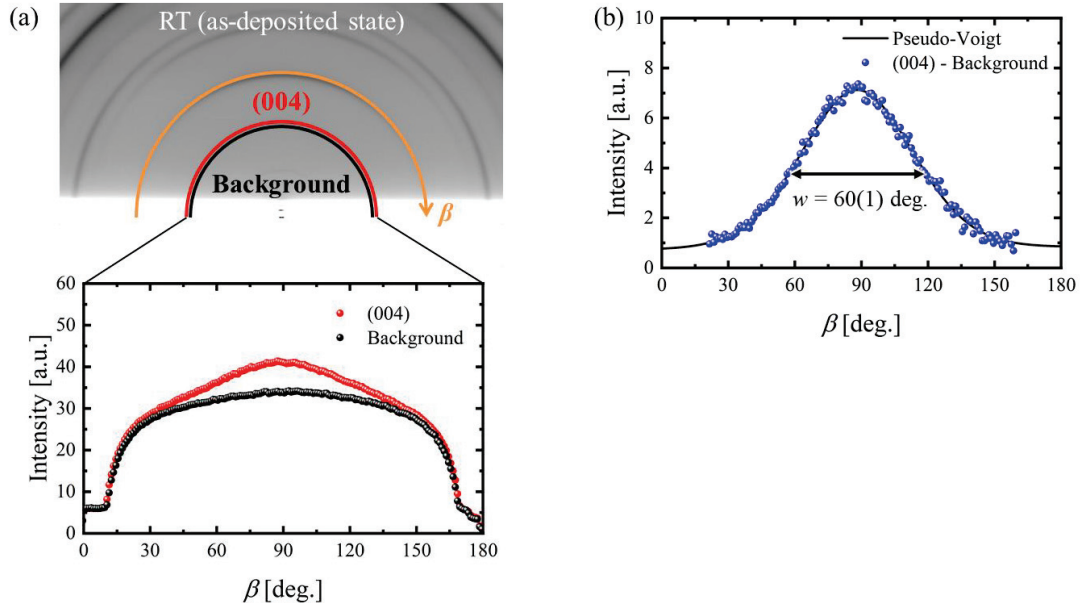 (a)
RT (as-deposited state)
(004)
Background
β
60
50
40
30
20
10
0
Intensity [a.u.]
(004)
Background
0 30 60 90 120 150 180
β [deg.]
(b)
Pseudo-Voigt
(004) - Background
10
8
6
4
2
1
0
Intensity [a.u.]
w = 60(1) deg.
0 30 60 90 120 150 180
β [deg.]